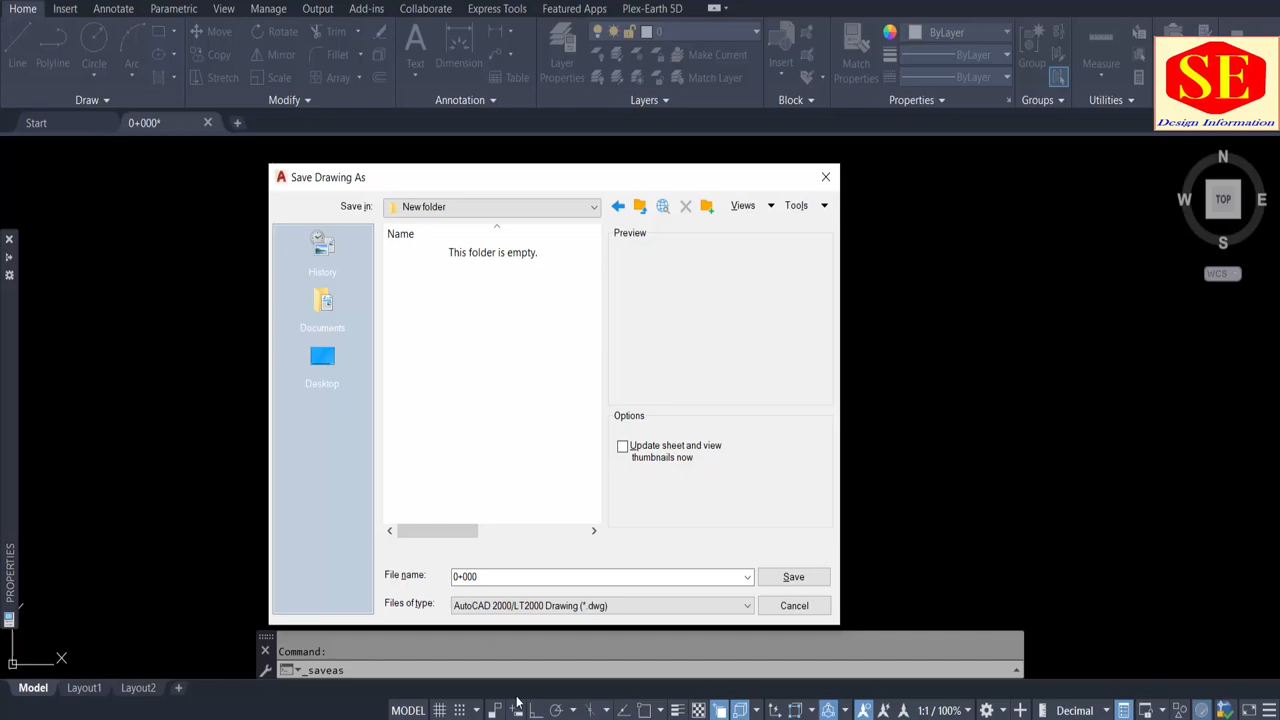 Home Insert Annotate Parametric View Manage Output Add-ins Collaborate Express Tools Featured Apps Plex-Earth 5D
Move Rotate Trim 0 ByLayer
Line Polyline Circle Arc Copy Mirror Fillet Text Dimension Layer Properties Make Current Insert Match Properties ByLayer Group Measure
Stretch Scale Array Table Match Layer ByLayer
Draw Modify Annotation Layers Block Properties Groups Utilities
SE
Design Information
Start 0+000*
N
W TOP E
S
WCS
Save Drawing As
Save in: New folder Views Tools
Name Preview
This folder is empty.
History
Documents
Desktop
Options
Update sheet and view
thumbnails now
File name: 0+000 Save
Files of type: AutoCAD 2000/LT2000 Drawing (*.dwg) Cancel
PROPERTIES
Command:
_saveas
X
Model Layout1 Layout2
MODEL 1:1 / 100% Decimal